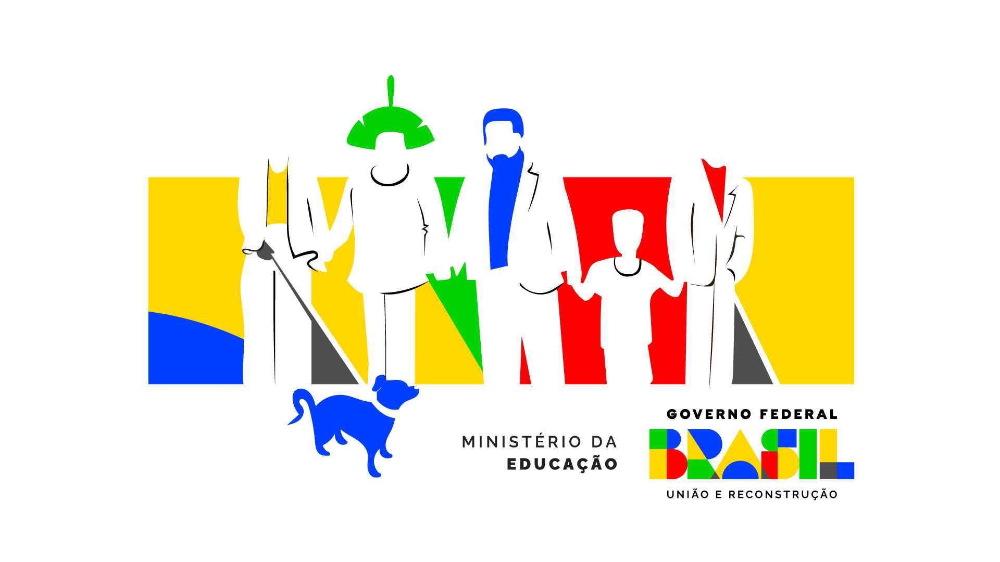 MINISTÉRIO DA
EDUCAÇÃO
GOVERNO FEDERAL
BRASIL
UNIÃO E RECONSTRUÇÃO